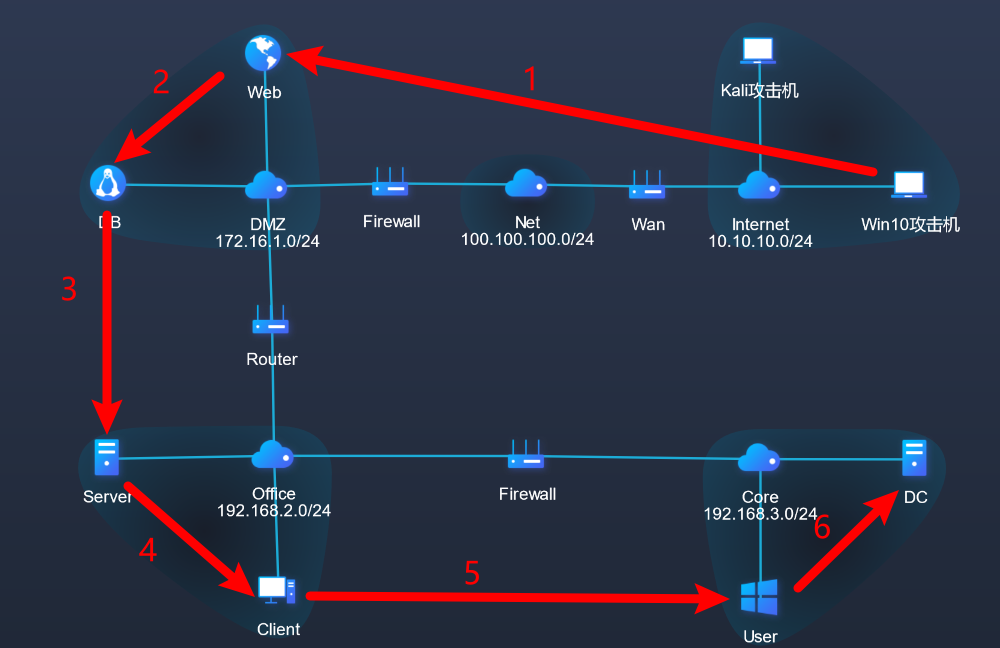 1
2
Web
Kali攻击机
DB
DMZ
172.16.1.0/24
Firewall
Net
100.100.100.0/24
Wan
Internet
10.10.10.0/24
Win10攻击机
3
Router
Server
Office
192.168.2.0/24
Firewall
Core
192.168.3.0/24
DC
6
4
5
Client
User